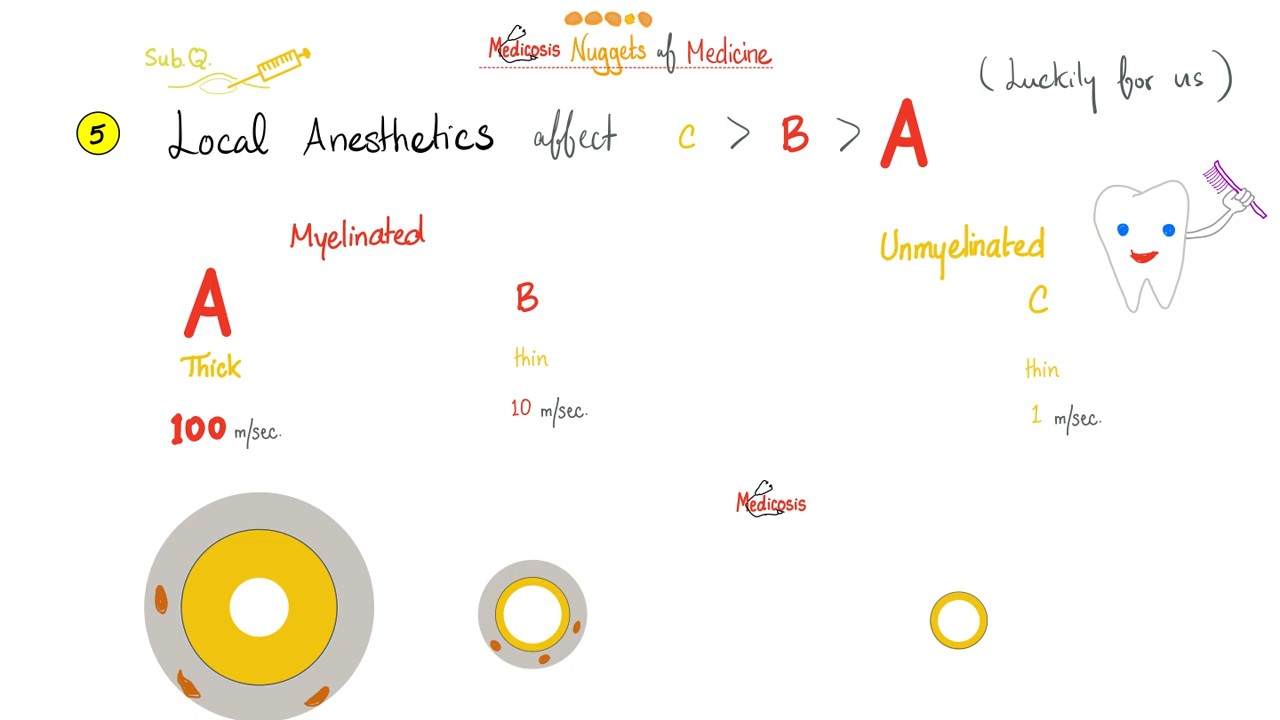 Medicosis Nuggets of Medicine
Sub.Q.
(Luckily for us)
5 Local Anesthetics affect C > B > A
Myelinated
Unmyelinated
A
B
C
Thick
thin
thin
100 m/sec.
10 m/sec.
1 m/sec.
Medicosis